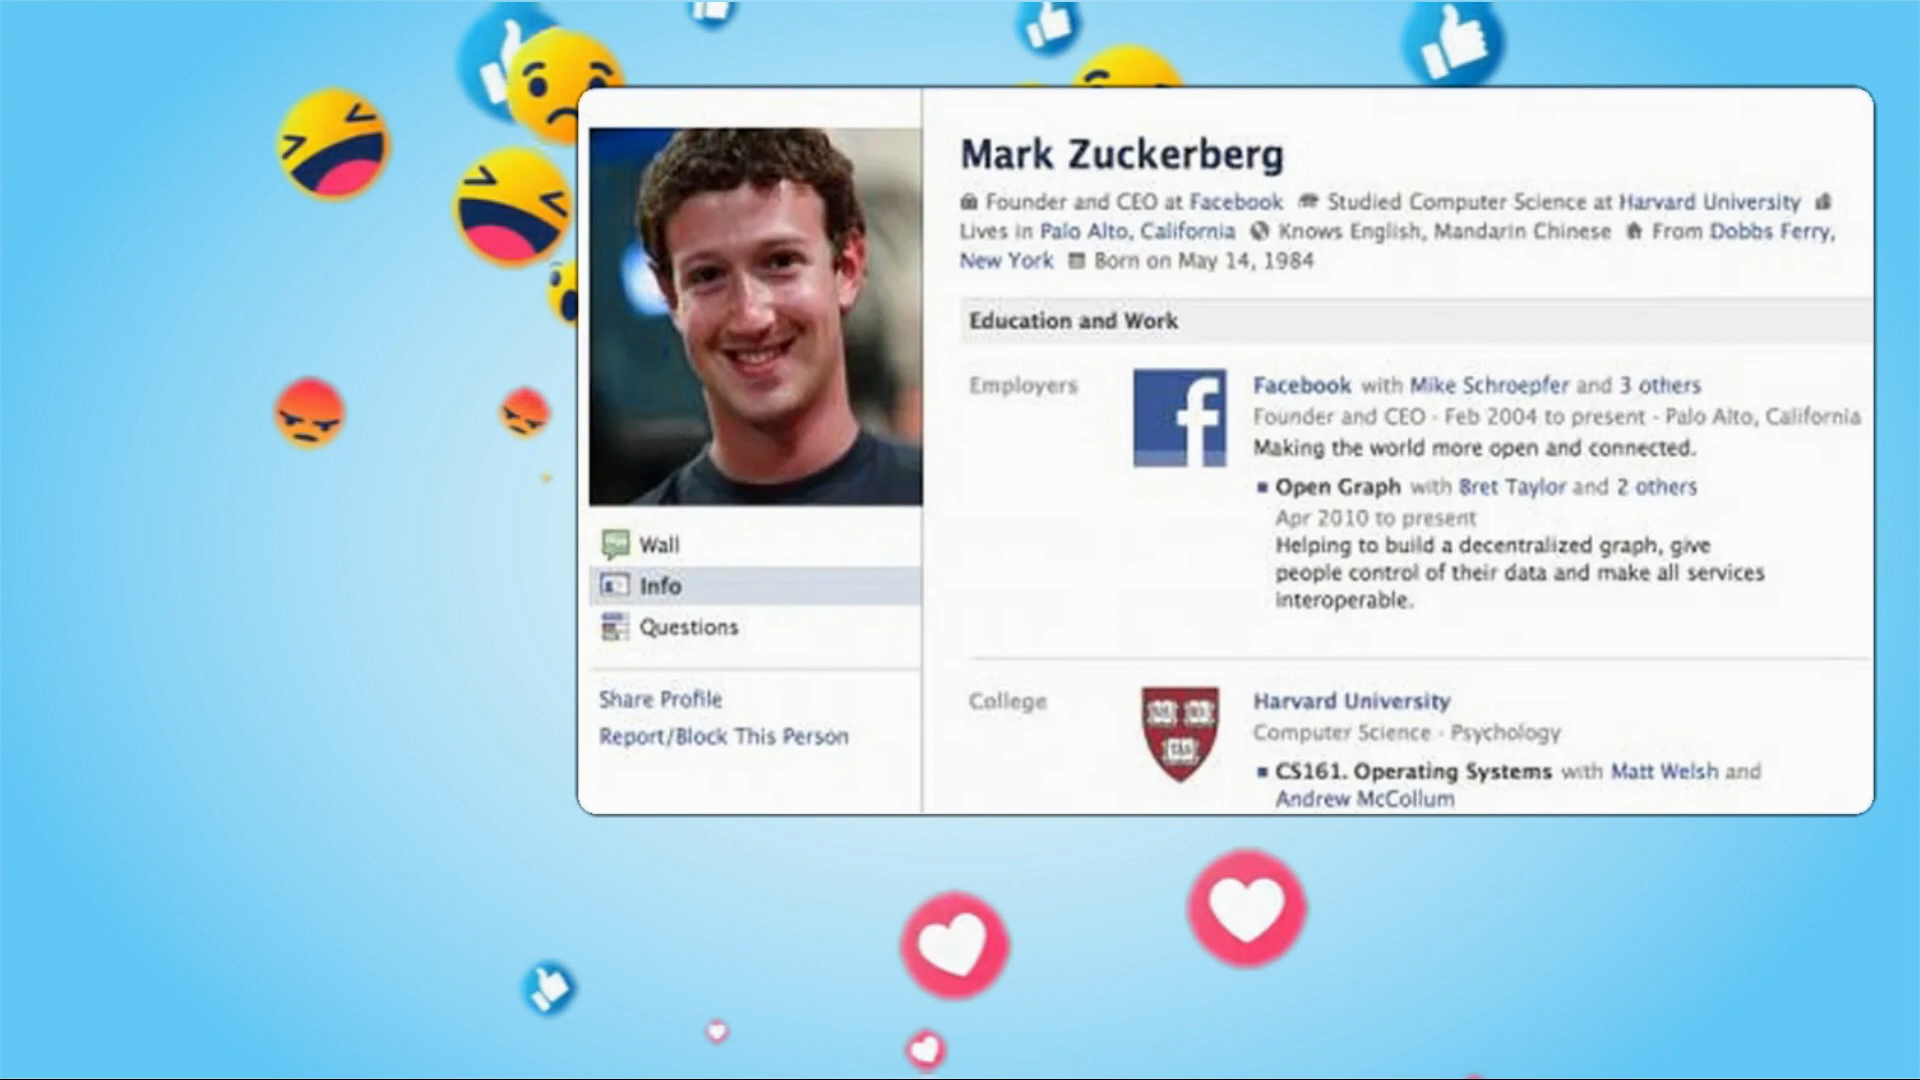 Mark Zuckerberg
Founder and CEO at Facebook Studied Computer Science at Harvard University
Lives in Palo Alto, California Knows English, Mandarin Chinese From Dobbs Ferry,
New York Born on May 14, 1984
Education and Work
Employers
Facebook with Mike Schroepfer and 3 others
Founder and CEO · Feb 2004 to present · Palo Alto, California
Making the world more open and connected.
Open Graph with Bret Taylor and 2 others
Apr 2010 to present
Helping to build a decentralized graph, give
people control of their data and make all services
interoperable.
Wall
Info
Questions
Share Profile
Report/Block This Person
College
Harvard University
Computer Science · Psychology
CS161. Operating Systems with Matt Welsh and
Andrew McCollum